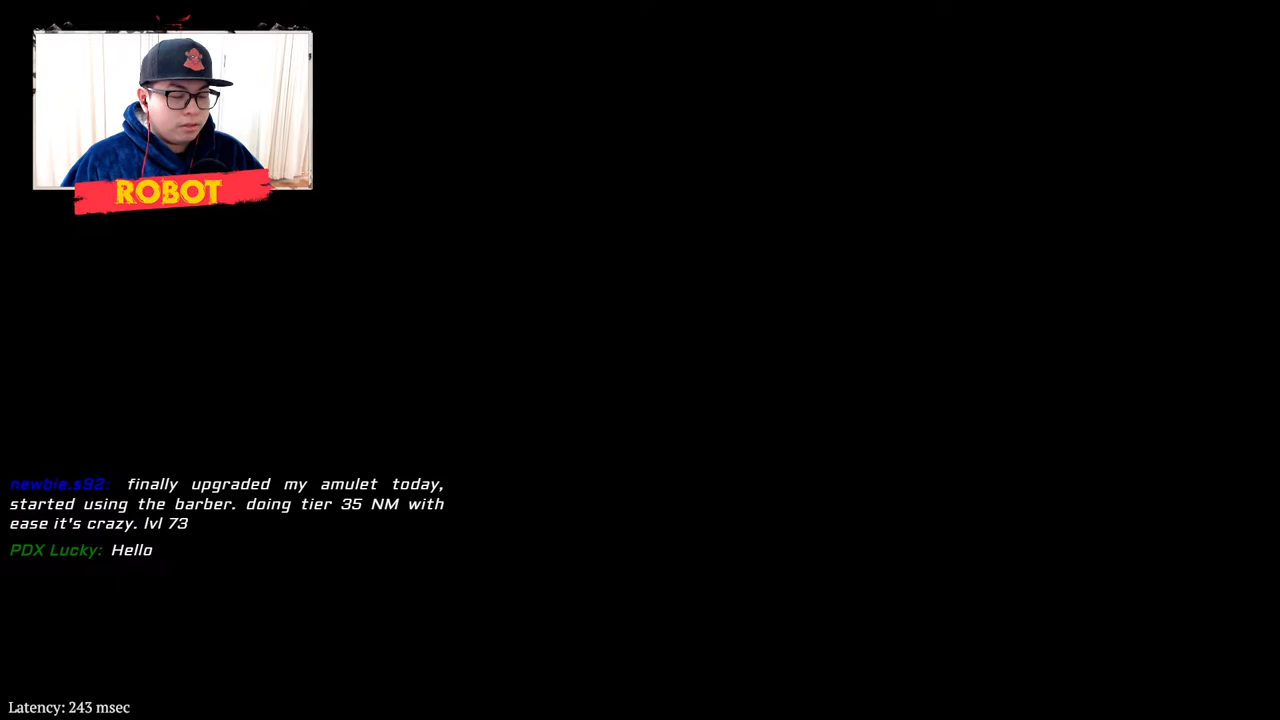 ROBOT
newbie.s92: finally upgraded my amulet today,
started using the barber. doing tier 35 NM with
ease it's crazy. lvl 73
PDX Lucky: Hello
Latency: 243 msec